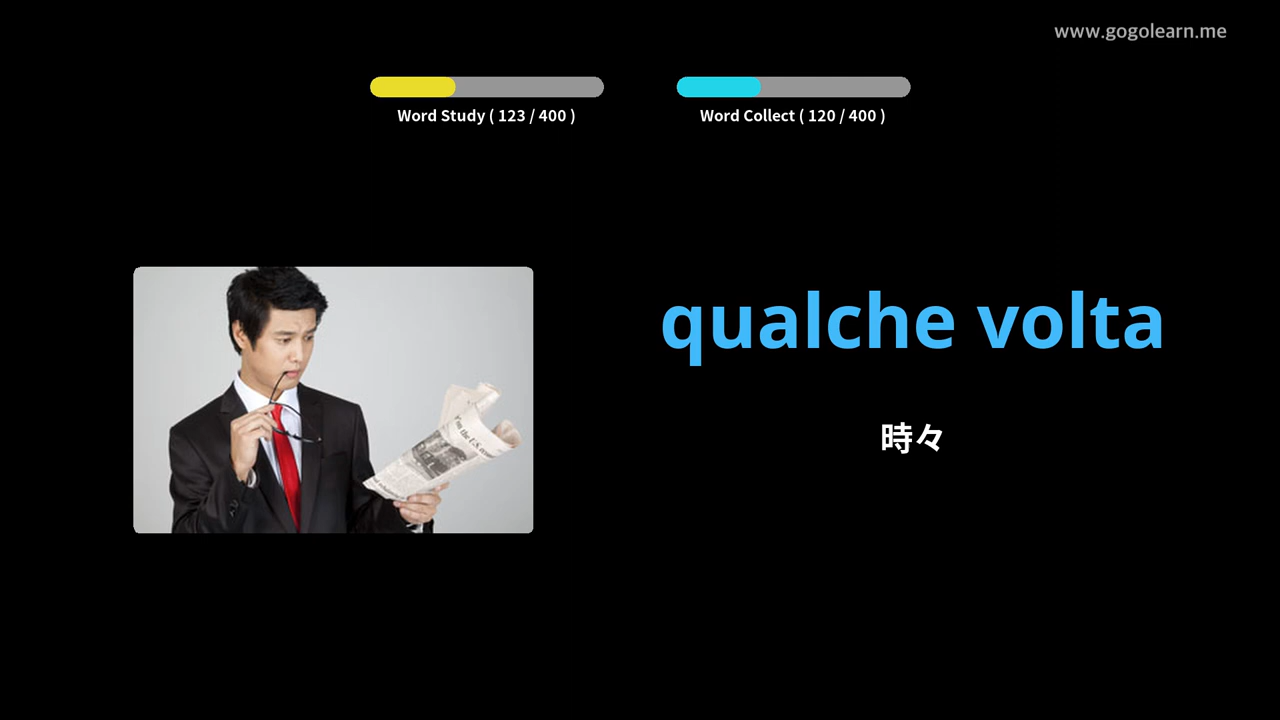 www.gogolearn.me
Word Study ( 123 / 400 )
Word Collect ( 120 / 400 )
qualche volta
時々